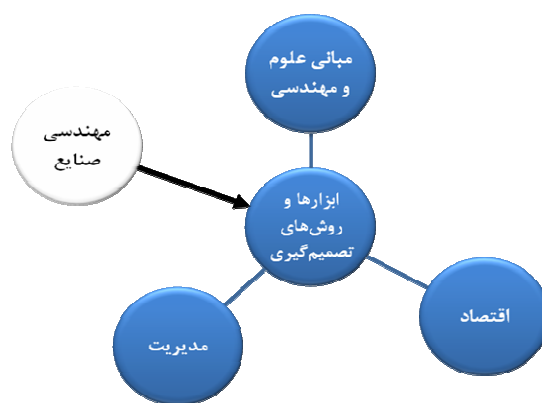 مبانی علوم
و مهندسی
مهندسی
صنایع
ابزارها و
روش‌های
تصمیم‌گیری
اقتصاد
مدیریت